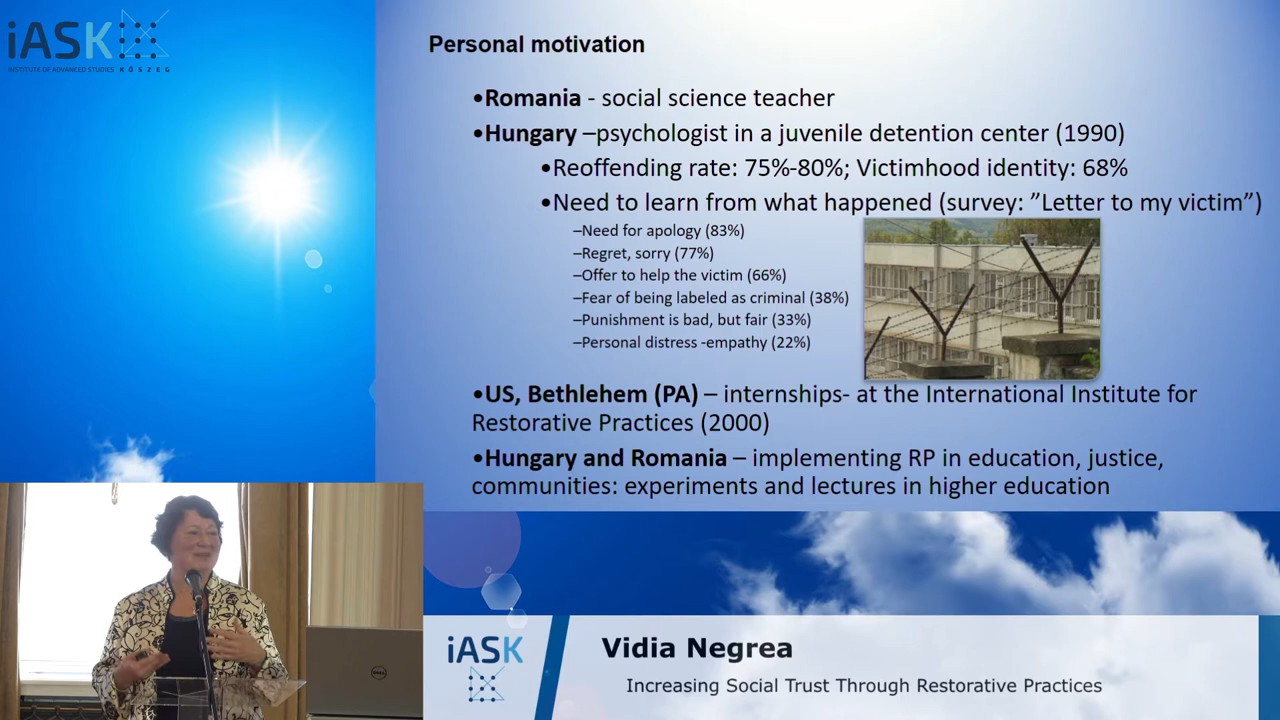 iASK
INSTITUTE OF ADVANCED STUDIES KŐSZEG
Personal motivation
•Romania - social science teacher
•Hungary –psychologist in a juvenile detention center (1990)
•Reoffending rate: 75%-80%; Victimhood identity: 68%
•Need to learn from what happened (survey: ”Letter to my victim”)
–Need for apology (83%)
–Regret, sorry (77%)
–Offer to help the victim (66%)
–Fear of being labeled as criminal (38%)
–Punishment is bad, but fair (33%)
–Personal distress -empathy (22%)
•US, Bethlehem (PA) – internships- at the International Institute for
Restorative Practices (2000)
•Hungary and Romania – implementing RP in education, justice,
communities: experiments and lectures in higher education
DELL
iASK
Vidia Negrea
Increasing Social Trust Through Restorative Practices